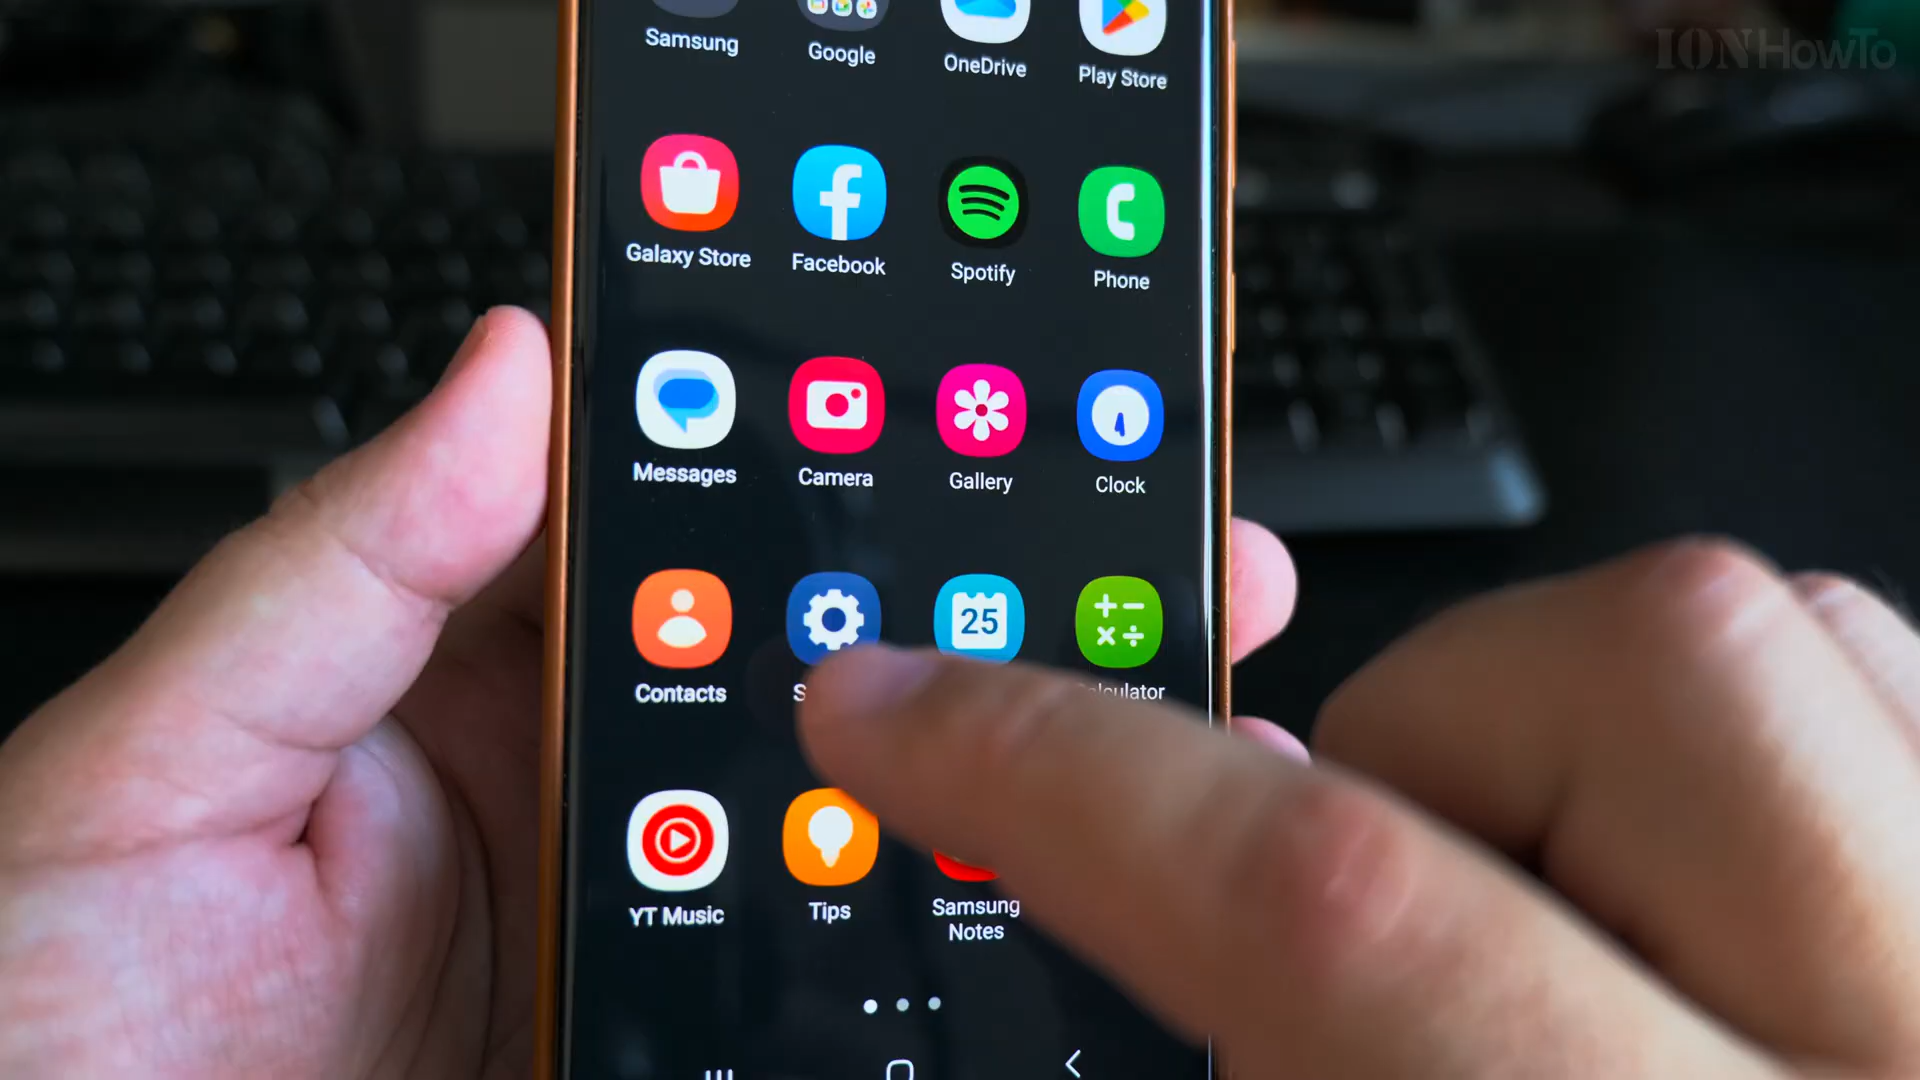 IONHowTo
Samsung
Google
OneDrive
Play Store
Galaxy Store
Facebook
Spotify
Phone
Messages
Camera
Gallery
Clock
25
Contacts
YT Music
Tips
Samsung
Notes